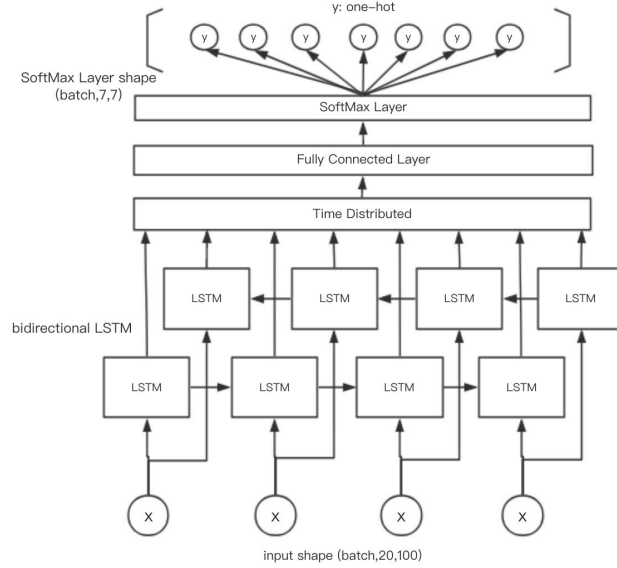 y: one-hot
y y y y y y y
SoftMax Layer shape
(batch,7,7)
SoftMax Layer
Fully Connected Layer
Time Distributed
LSTM LSTM LSTM LSTM
bidirectional LSTM
LSTM LSTM LSTM LSTM
X X X X
input shape (batch,20,100)